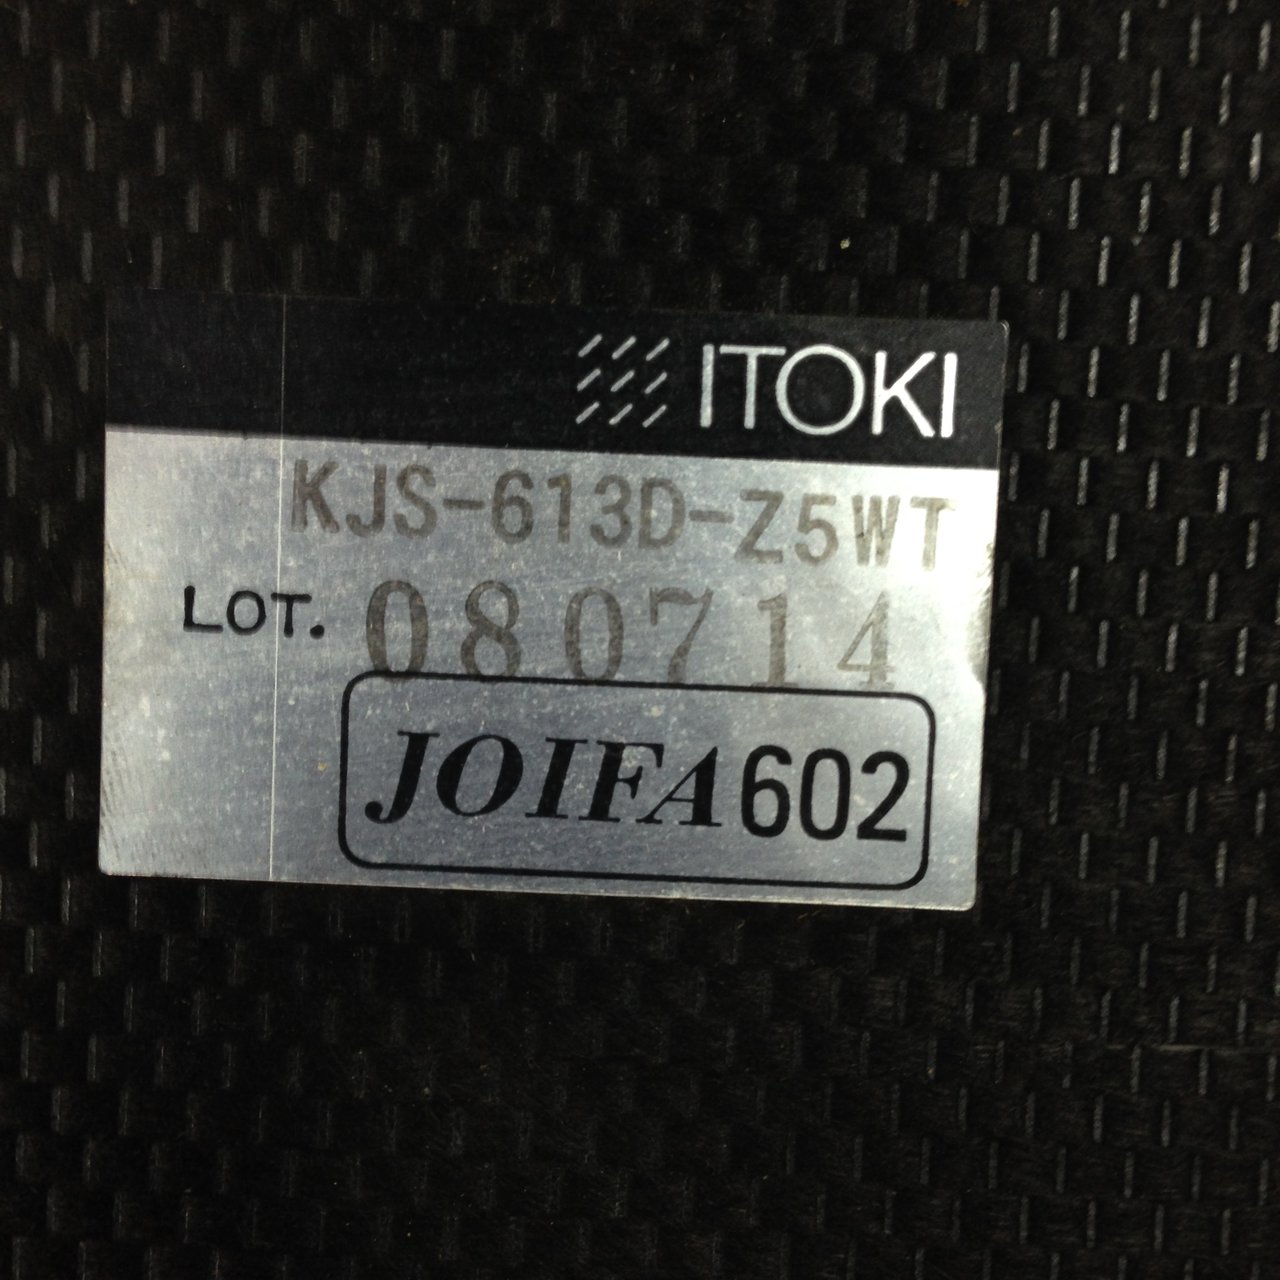 ITOKI
KJS-613D-Z5WT
LOT. 080714
JOIFA602